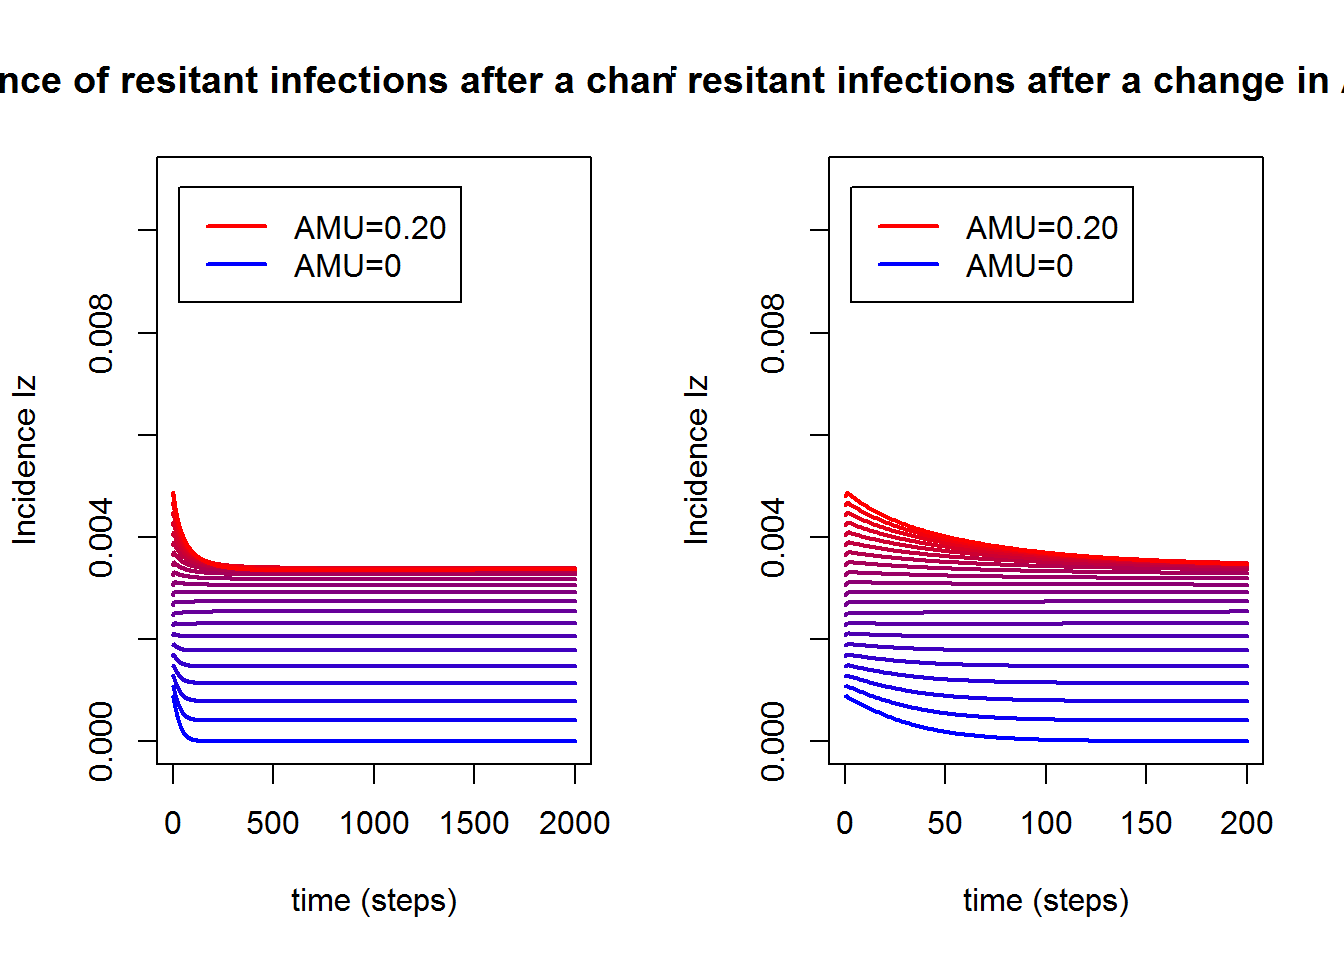 nce of resitant infections after a chan
f resitant infections after a change in A
AMU=0.20
AMU=0
Incidence Iz
0.000
0.004
0.008
0
500
1000
1500
2000
time (steps)
AMU=0.20
AMU=0
Incidence Iz
0.000
0.004
0.008
0
50
100
150
200
time (steps)